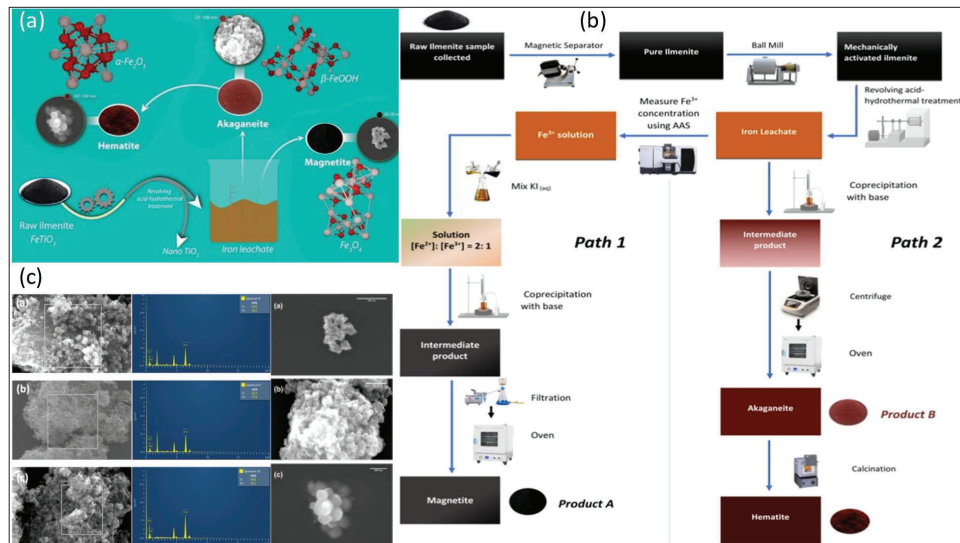 (a)
α-Fe₂O₃
β-FeOOH
Akaganeite
Hematite
Magnetite
Raw Ilmenite
FeTiO₂
Revolving
acid-hydrothermal
treatment
Nano TiO₂
Iron leachate
Fe₃O₄
(b)
Raw Ilmenite sample
collected
Magnetic Separator
Pure Ilmenite
Ball Mill
Mechanically
activated ilmenite
Revolving acid-
hydrothermal treatment
Iron Leachate
Measure Fe³⁺
concentration
using AAS
Fe³⁺ solution
Mix KI (aq)
Solution
[Fe²⁺]: [Fe³⁺] = 2: 1
Path 1
Coprecipitation
with base
Intermediate
product
Filtration
Oven
Magnetite
Product A
Coprecipitation
with base
Intermediate
product
Path 2
Centrifuge
Oven
Akaganeite
Product B
Calcination
Hematite
(c)
(a)
(a)
(b)
(b)
(c)